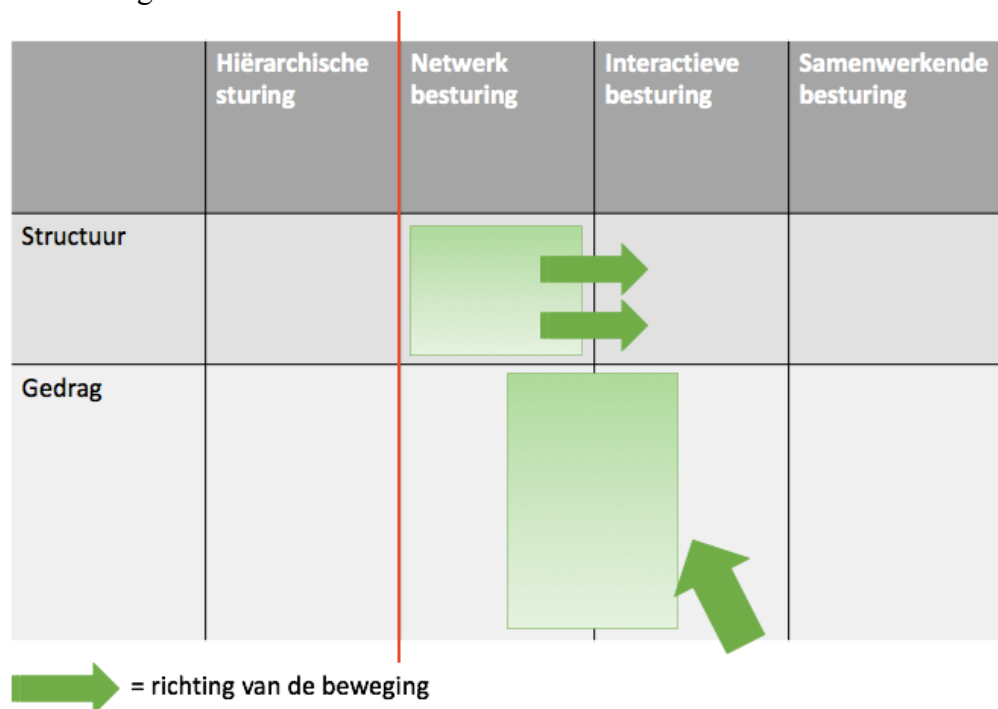 Hiërarchische
sturing
Netwerk
besturing
Interactieve
besturing
Samenwerkende
besturing
Structuur
Gedrag
= richting van de beweging